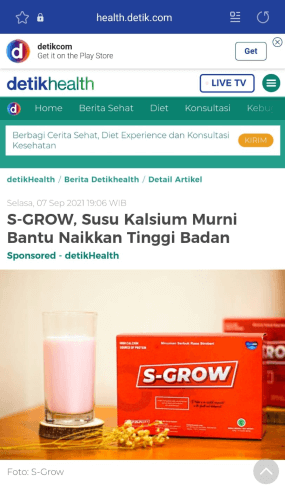 health.detik.com
detikcom
Get it on the Play Store
Get
detikhealth
LIVE TV
Home Berita Sehat Diet Konsultasi Kebu
Berbagi Cerita Sehat, Diet Experience dan Konsultasi
Kesehatan
KIRIM
detikHealth / Berita Detikhealth / Detail Artikel
Selasa, 07 Sep 2021 19:06 WIB
S-GROW, Susu Kalsium Murni
Bantu Naikkan Tinggi Badan
Sponsored - detikHealth
S-GROW
Foto: S-Grow